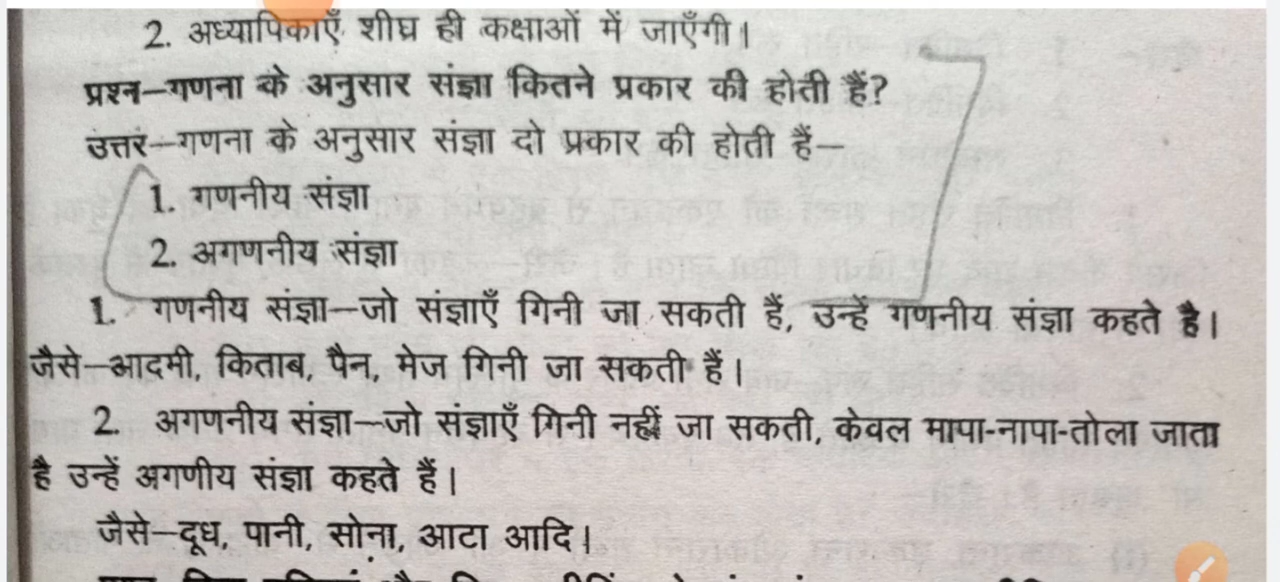 2. अध्यापिकाएँ शीघ्र ही कक्षाओं में जाएँगी।
प्रश्न–गणना के अनुसार संज्ञा कितने प्रकार की होती हैं?
उत्तर–गणना के अनुसार संज्ञा दो प्रकार की होती हैं–
1. गणनीय संज्ञा
2. अगणनीय संज्ञा
1. गणनीय संज्ञा–जो संज्ञाएँ गिनी जा सकती हैं, उन्हें गणनीय संज्ञा कहते है।
जैसे–आदमी, किताब, पैन, मेज गिनी जा सकती हैं।
2. अगणनीय संज्ञा–जो संज्ञाएँ गिनी नहीं जा सकती, केवल मापा-नापा-तोला जाता
है उन्हें अगणीय संज्ञा कहते हैं।
जैसे–दूध, पानी, सोना, आटा आदि।